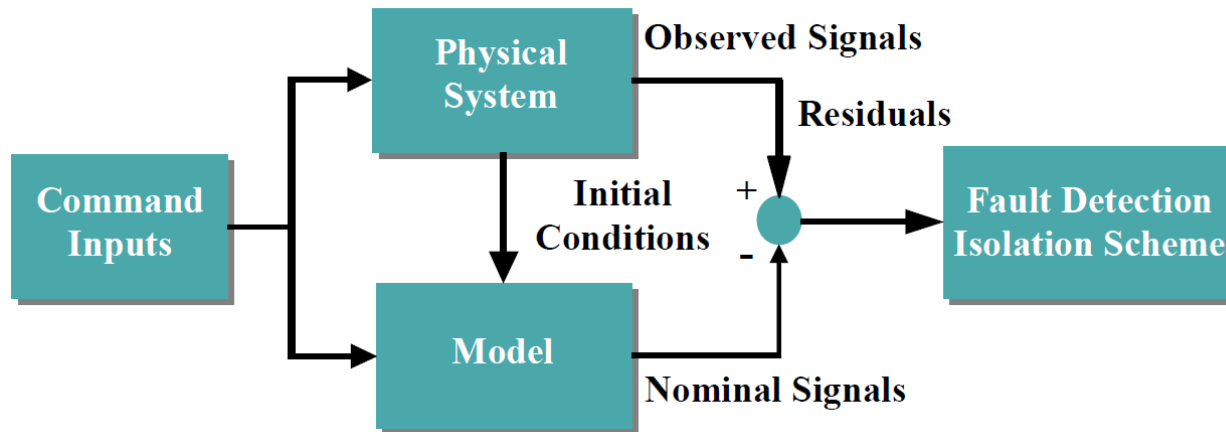 Command
Inputs
Physical
System
Observed Signals
Residuals
Initial
Conditions
+
-
Model
Nominal Signals
Fault Detection
Isolation Scheme